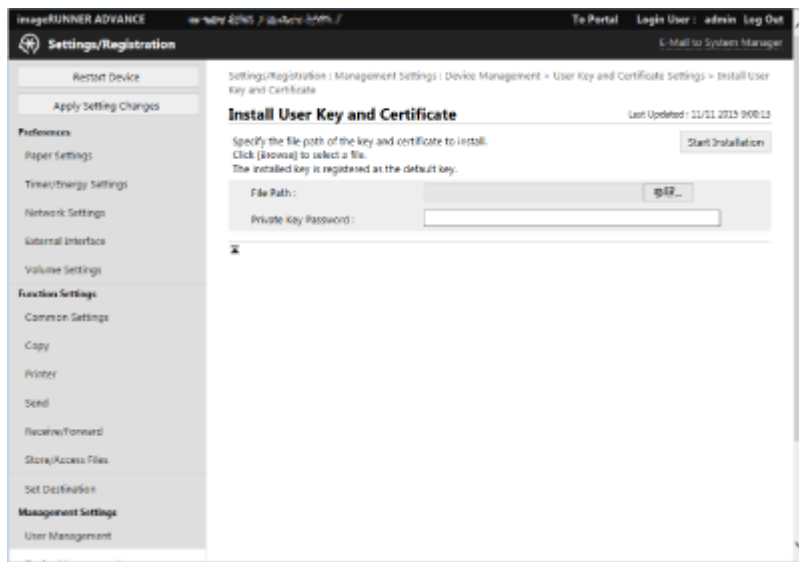 imageRUNNER ADVANCE
To Portal Login User : admin Log Out
Settings/Registration
E-Mail to System Manager
Restart Device
Apply Setting Changes
Preferences
Paper Settings
Timer/Energy Settings
Network Settings
External Interface
Volume Settings
Function Settings
Common Settings
Copy
Printer
Send
Receive/Forward
Store/Access Files
Set Destination
Management Settings
User Management
Settings/Registration : Management Settings : Device Management > User Key and Certificate Settings > Install User
Key and Certificate
Install User Key and Certificate
Last Updated : 11/11 2015 9:00:13
Specify the file path of the key and certificate to install.
Click [Browse] to select a file.
The installed key is registered as the default key.
Start Installation
File Path :
Private Key Password :